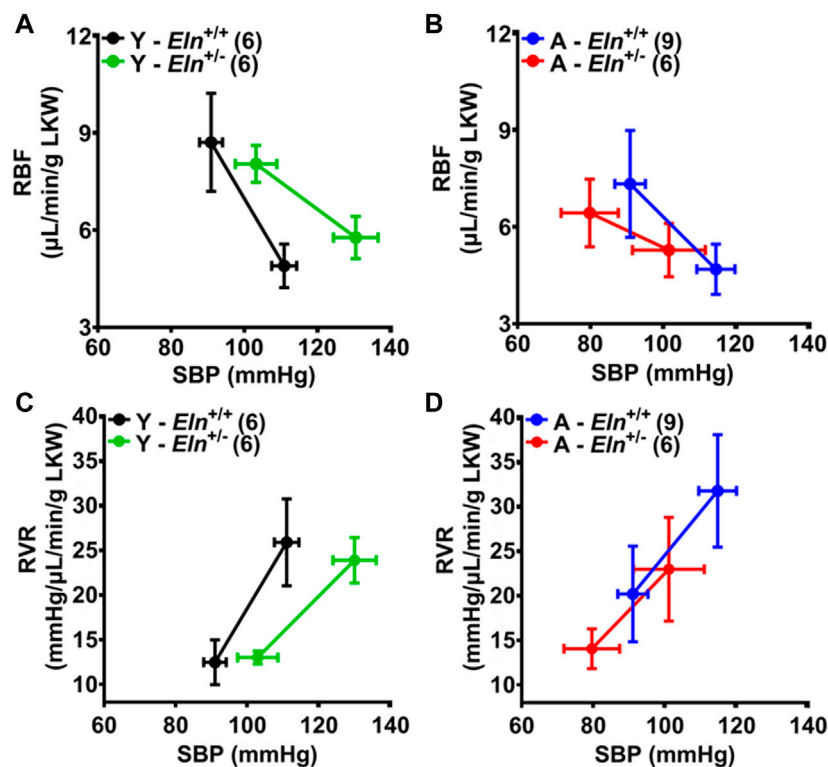 A
Y - Eln+/+ (6)
Y - Eln+/- (6)
12
9
6
3
RBF
(µL/min/g LKW)
60 80 100 120 140
SBP (mmHg)
B
A - Eln+/+ (9)
A - Eln+/- (6)
12
9
6
3
RBF
(µL/min/g LKW)
60 80 100 120 140
SBP (mmHg)
C
Y - Eln+/+ (6)
Y - Eln+/- (6)
40
35
30
25
20
15
10
RVR
(mmHg/µL/min/g LKW)
60 80 100 120 140
SBP (mmHg)
D
A - Eln+/+ (9)
A - Eln+/- (6)
40
35
30
25
20
15
10
RVR
(mmHg/µL/min/g LKW)
60 80 100 120 140
SBP (mmHg)